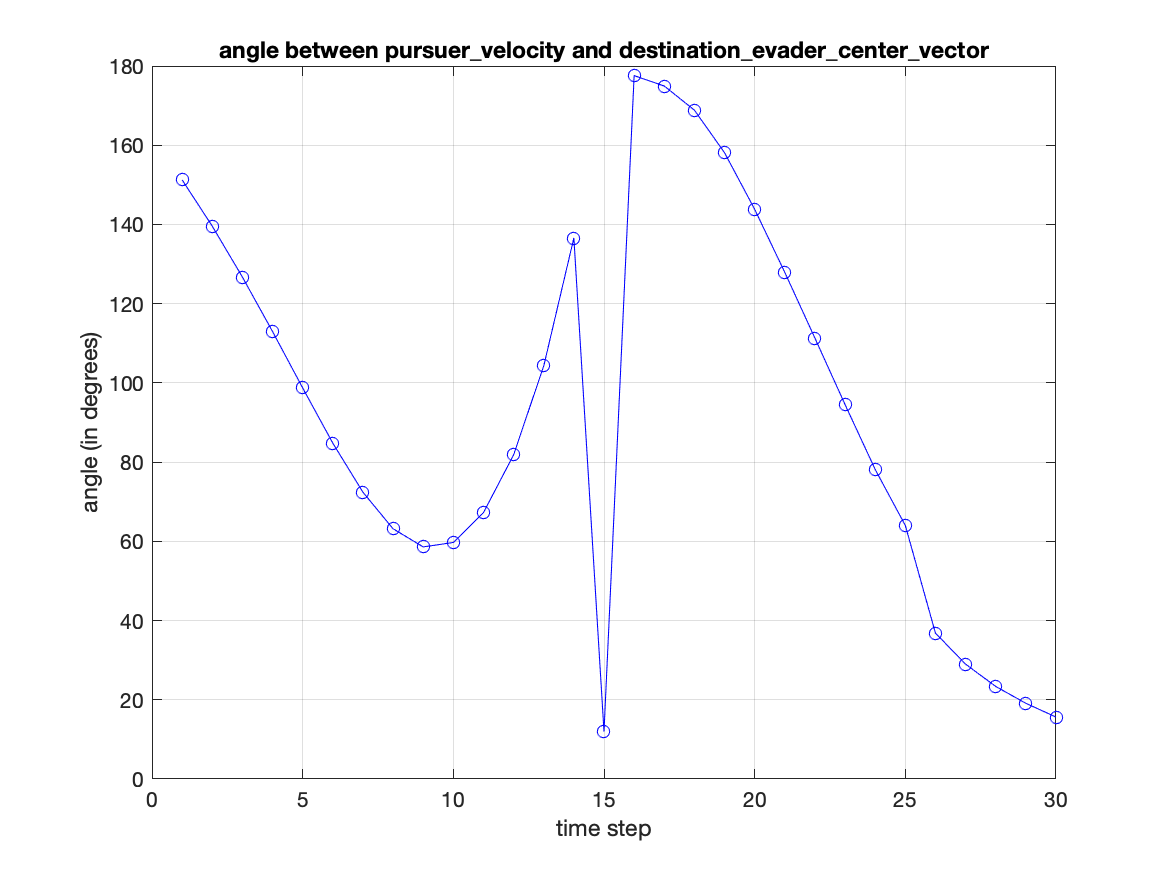 angle between pursuer_velocity and destination_evader_center_vector
180
160
140
120
100
80
60
40
20
0
angle (in degrees)
0 5 10 15 20 25 30
time step